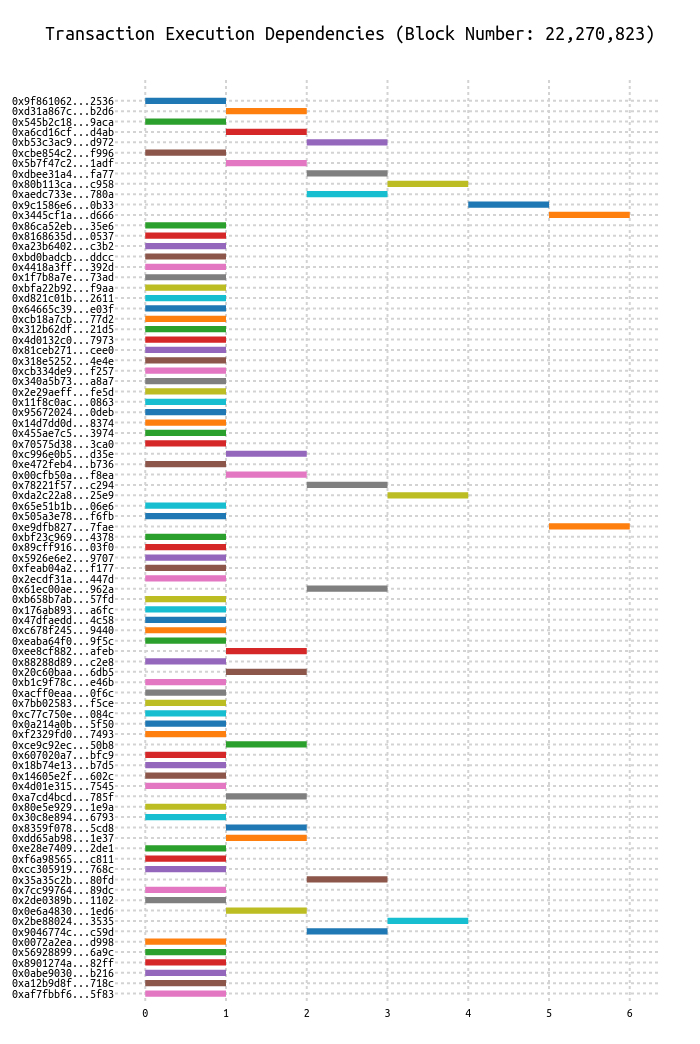 Transaction Execution Dependencies (Block Number: 22,270,823)
0x9f861062...2536
0xd31a867c...b2d6
0x545b2c18...9aca
0xa6cd16cf...d4ab
0xb53c3ac9...d972
0xcbe854c2...f996
0x5b7f47c2...1adf
0xdbee31a4...fa77
0x80b113ca...c958
0xaedc733e...780a
0x9c1586e6...0b33
0x3445cf1a...d666
0x86ca52eb...35e6
0x8168635d...0537
0xa23b6402...c3b2
0xbd0badcb...ddcc
0x4418a3ff...392d
0x1f7b8a7e...73ad
0xbfa22b92...f9aa
0xd821c01b...2611
0x64665c39...e03f
0xcb18a7cb...77d2
0x312b62df...21d5
0x4d0132c0...7973
0x81ceb271...cee0
0x318e5252...4e4e
0xcb334de9...f257
0x340a5b73...a8a7
0x2e29aeff...fe5d
0x11f8c0ac...0863
0x95672024...0deb
0x14d7dd0d...8374
0x455ae7c5...3974
0x70575d38...3ca0
0xc996e0b5...d35e
0xe472feb4...b736
0x00cfb50a...f8ea
0x78221f57...c294
0xda2c22a8...25e9
0x65e51b1b...06e6
0x505a3e78...f6fb
0xe9dfb827...7fae
0xbf23c969...4378
0x89cff916...03f0
0x5926e6e2...9707
0xfeab04a2...f177
0x2ecdf31a...447d
0x61ec00ae...962a
0xb658b7ab...57fd
0x176ab893...a6fc
0x47dfaedd...4c58
0xc678f245...9440
0xeaba64f0...9f5c
0xee8cf882...afeb
0x88288d89...c2e8
0x20c60baa...6db5
0xb1c9f78c...e46b
0xacff0eaa...0f6c
0x7bb02583...f5ce
0xc77c750e...084c
0x0a214a0b...5f50
0xf2329fd0...7493
0xce9c92ec...50b8
0x607020a7...bfc9
0x18b74e13...b7d5
0x14605e2f...602c
0x4d01e315...7545
0xa7cd4bcd...785f
0x80e5e929...1e9a
0x30c8e894...6793
0x8359f078...5cd8
0xdd65ab98...1e37
0xe28e7409...2de1
0xf6a98565...c811
0xcc305919...768c
0x35a35c2b...80fd
0x7cc99764...89dc
0x2de0389b...1102
0x0e6a4830...1ed6
0x2be88024...3535
0x9046774c...c59d
0x0072a2ea...d998
0x56928899...6a9c
0x8901274a...82ff
0x0abe9030...b216
0xa12b9d8f...718c
0xaf7fbbf6...5f83
0 1 2 3 4 5 6